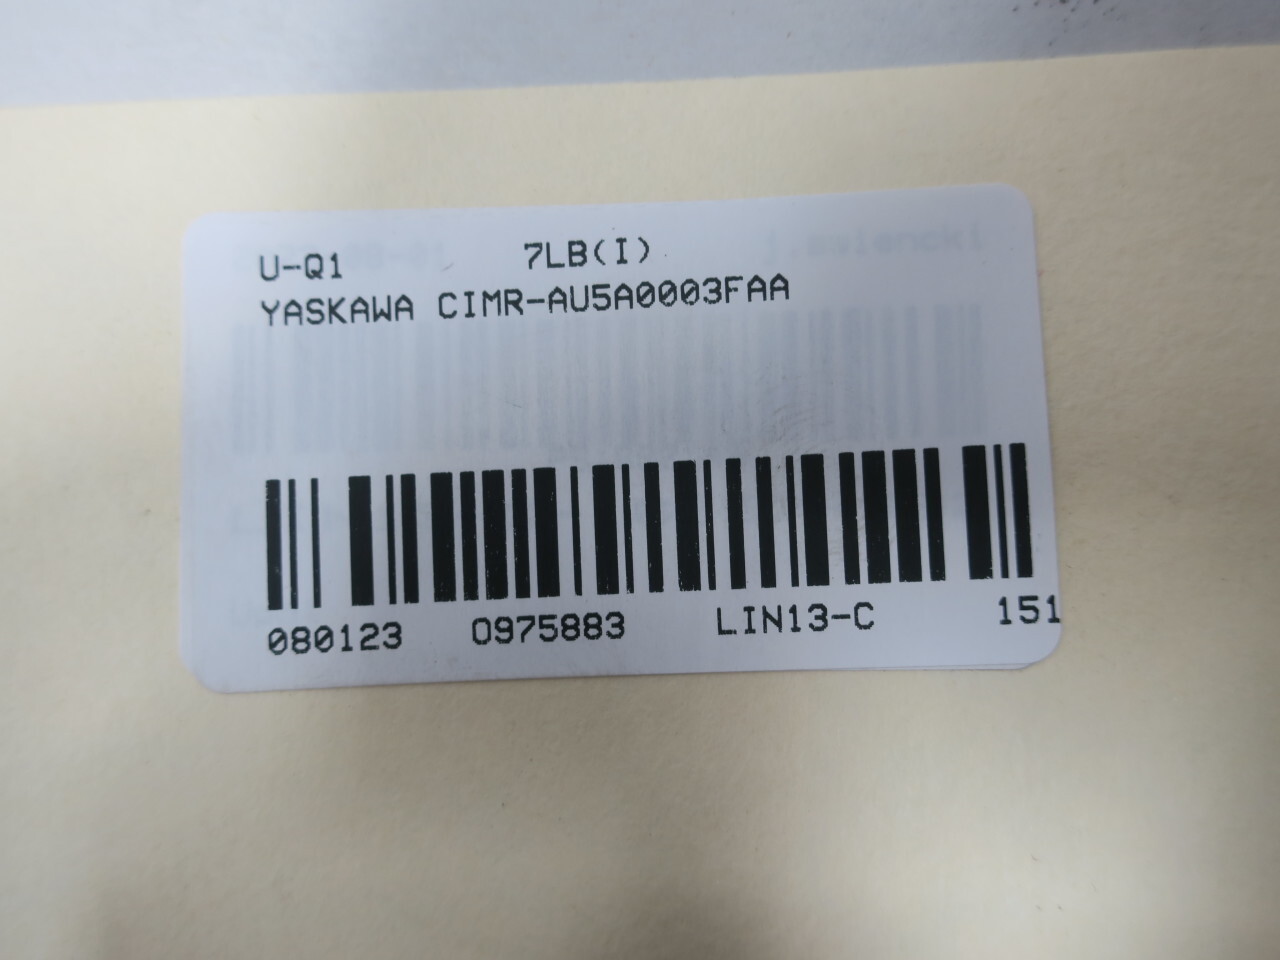 U-Q1 7LB(I)
YASKAWA CIMR-AU5A0003FAA
080123 0975883 LIN13-C 151